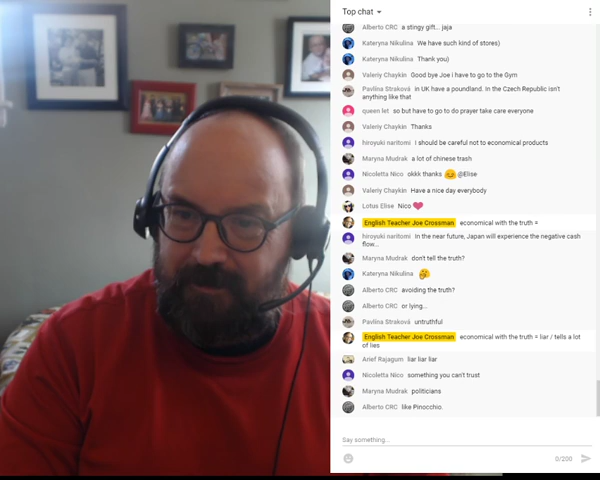 Top chat
Alberto CRC a stingy gift... jaja
Kateryna Nikulina We have such kind of stores)
Kateryna Nikulina Thank you)
Valeriy Chaykin Good bye Joe I have to go to the Gym
Pavlína Straková in UK have a poundland. In the Czech Republic isn't
anything like that
queen let so but have to go to do prayer take care everyone
Valeriy Chaykin Thanks
hiroyuki naritomi I should be careful not to economical products
Maryna Mudrak a lot of chinese trash
Nicoletta Nico okkk thanks 😊 @Elise
Valeriy Chaykin Have a nice day everybody
Lotus Elise Nico ❤
English Teacher Joe Crossman economical with the truth =
hiroyuki naritomi In the near future, Japan will experience the negative cash
flow...
Maryna Mudrak don't tell the truth?
Kateryna Nikulina 🤔
Alberto CRC avoiding the truth?
Alberto CRC or lying...
Pavlína Straková untruthful
English Teacher Joe Crossman economical with the truth = liar / tells a lot
of lies
Arief Rajagum liar liar liar
Nicoletta Nico something you can't trust
Maryna Mudrak politicians
Alberto CRC like Pinocchio.
Say something...
0/200